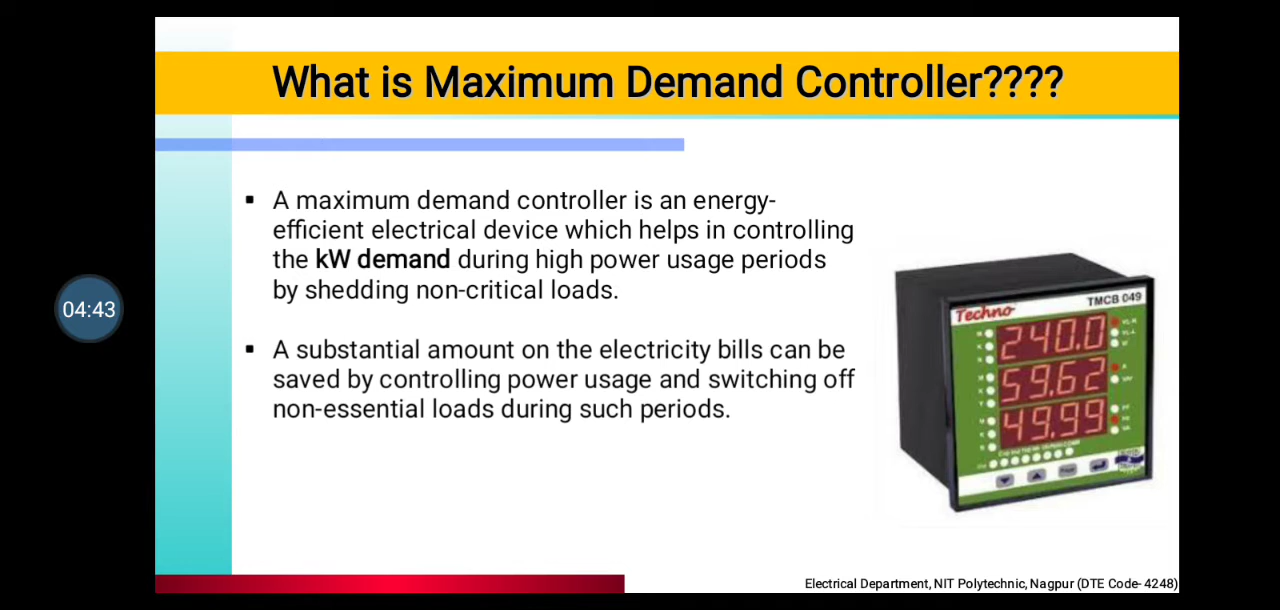 What is Maximum Demand Controller????
▪ A maximum demand controller is an energy-
efficient electrical device which helps in controlling
the kW demand during high power usage periods
by shedding non-critical loads.
▪ A substantial amount on the electricity bills can be
saved by controlling power usage and switching off
non-essential loads during such periods.
04:43
Techno TMCB 049
240.0
59.62
49.99
Electrical Department, NIT Polytechnic, Nagpur (DTE Code- 4248)